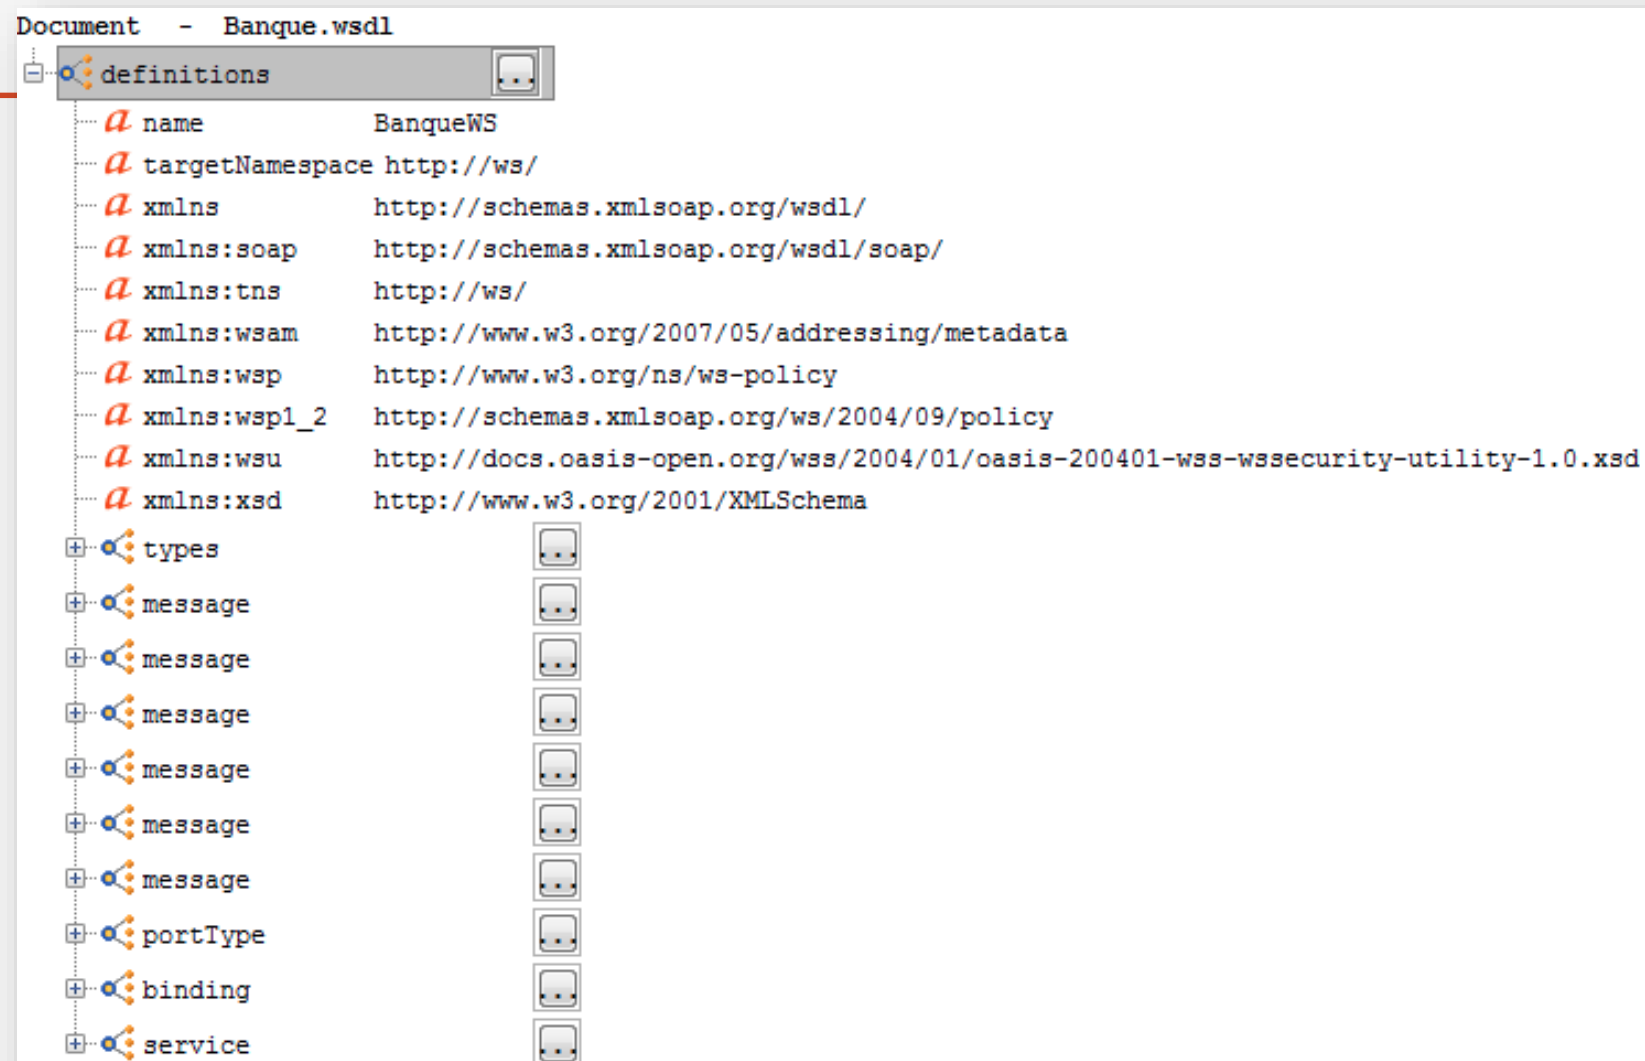 Document - Banque.wsdl
definitions ...
a name BanqueWS
a targetNamespace http://ws/
a xmlns http://schemas.xmlsoap.org/wsdl/
a xmlns:soap http://schemas.xmlsoap.org/wsdl/soap/
a xmlns:tns http://ws/
a xmlns:wsam http://www.w3.org/2007/05/addressing/metadata
a xmlns:wsp http://www.w3.org/ns/ws-policy
a xmlns:wsp1_2 http://schemas.xmlsoap.org/ws/2004/09/policy
a xmlns:wsu http://docs.oasis-open.org/wss/2004/01/oasis-200401-wss-wssecurity-utility-1.0.xsd
a xmlns:xsd http://www.w3.org/2001/XMLSchema
types ...
message ...
message ...
message ...
message ...
message ...
message ...
portType ...
binding ...
service ...